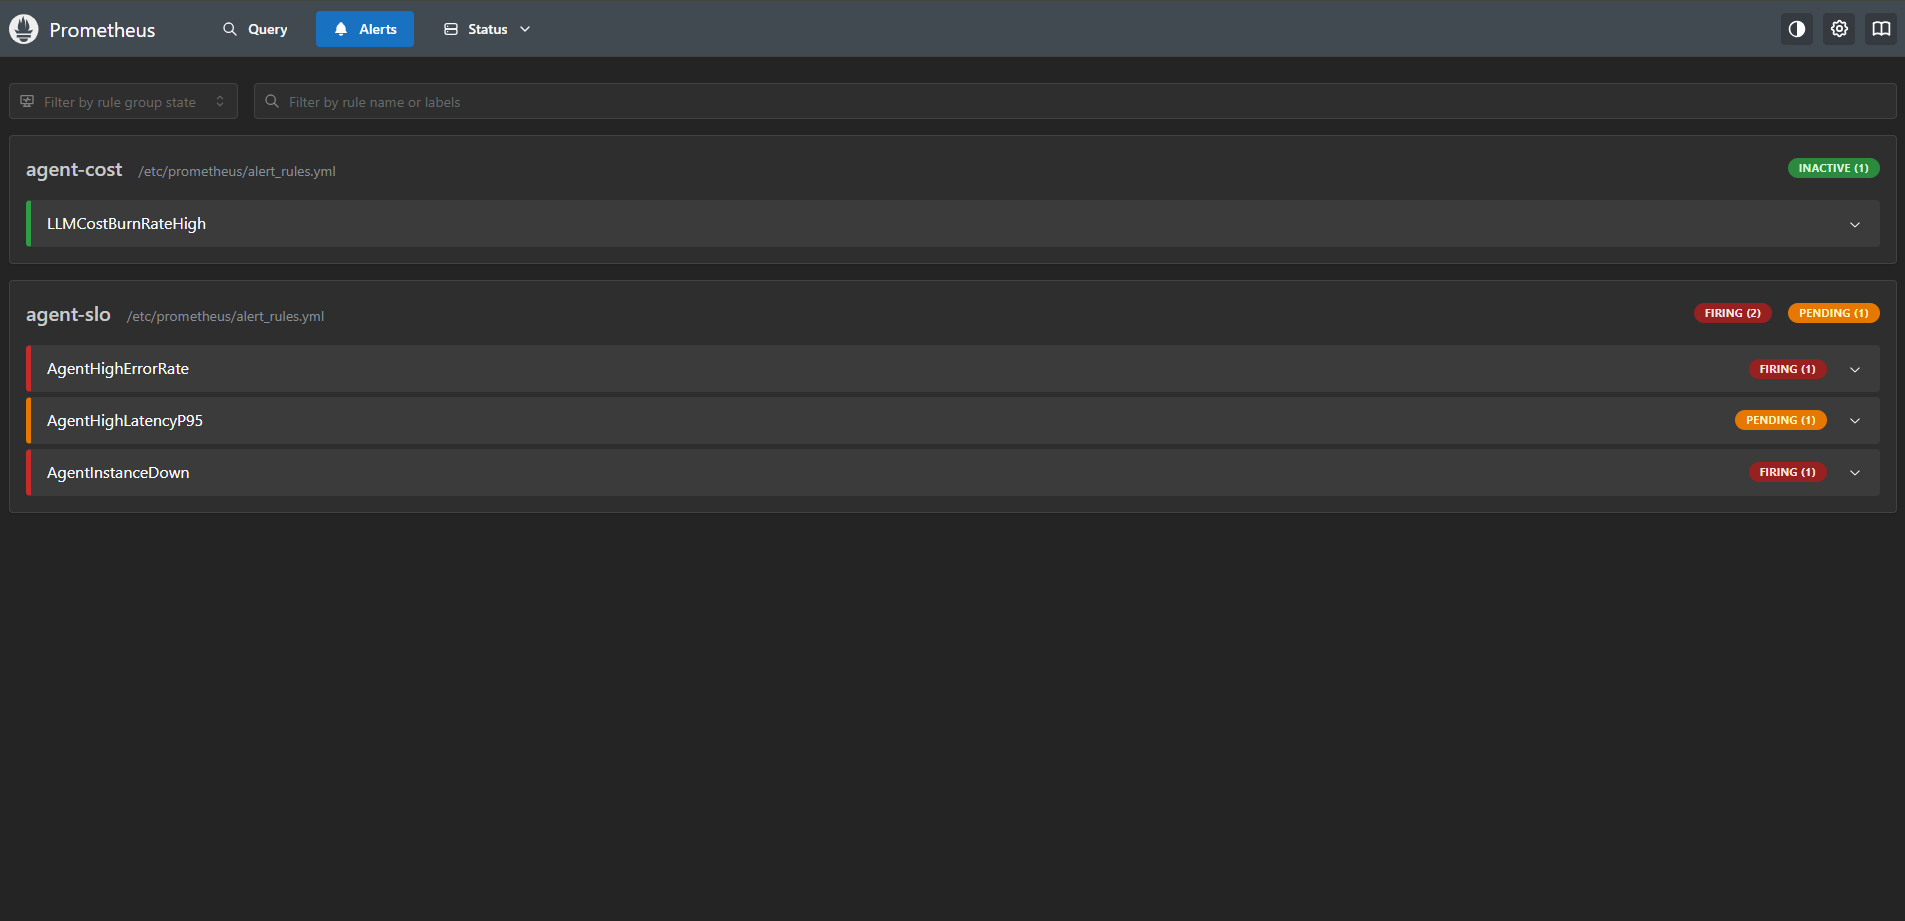 Prometheus Query Alerts Status
Filter by rule group state Filter by rule name or labels
agent-cost /etc/prometheus/alert_rules.yml INACTIVE (1)
LLMCostBurnRateHigh
agent-slo /etc/prometheus/alert_rules.yml FIRING (2) PENDING (1)
AgentHighErrorRate FIRING (1)
AgentHighLatencyP95 PENDING (1)
AgentInstanceDown FIRING (1)